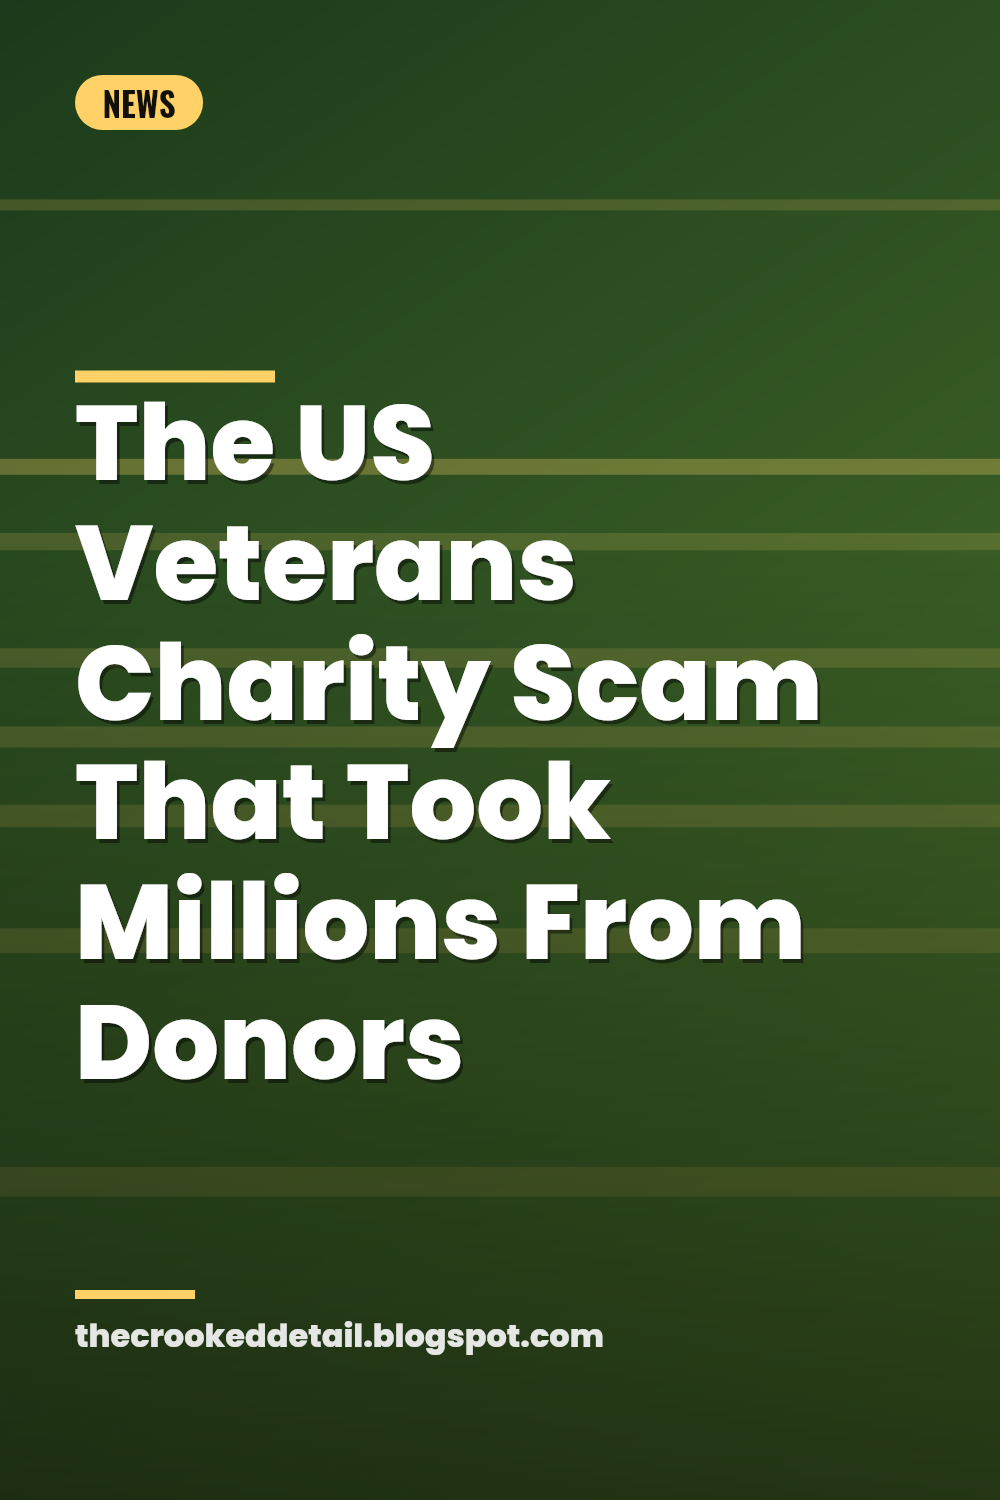 NEWS
The US
Veterans
Charity Scam
That Took
Millions From
Donors
thecrookeddetail.blogspot.com